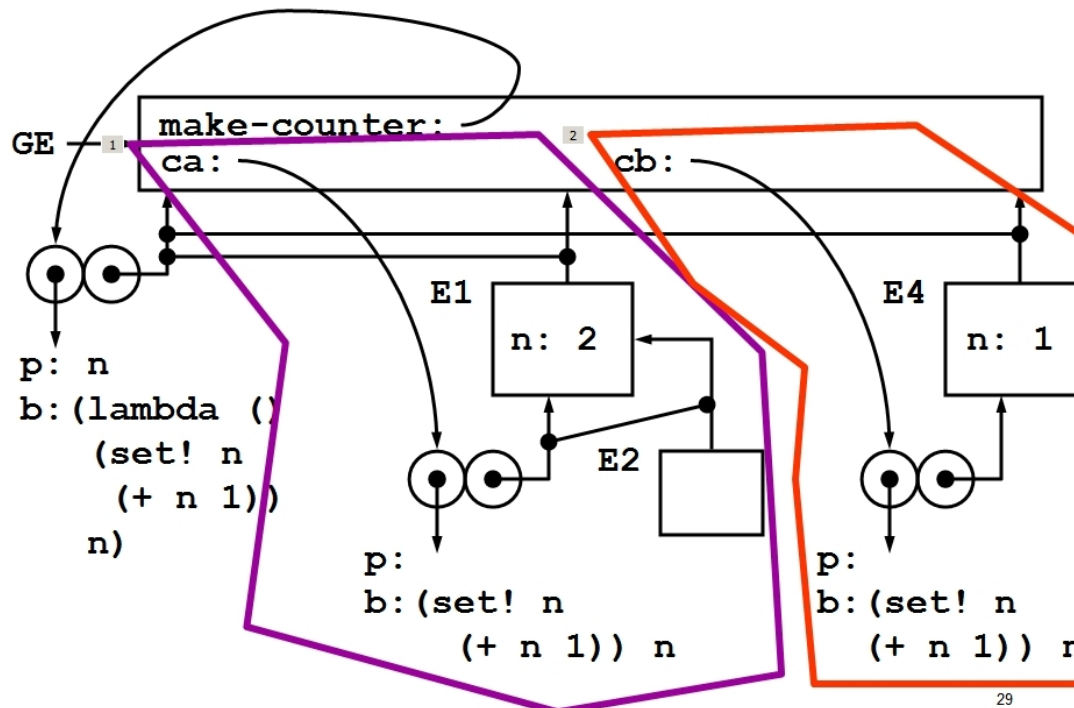 make-counter:
GE
1
2
ca:
cb:
E1
E4
n: 2
n: 1
p: n
b:(lambda ()
(set! n
(+ n 1))
n)
E2
p:
b:(set! n
(+ n 1)) n
p:
b:(set! n
(+ n 1)) n
29